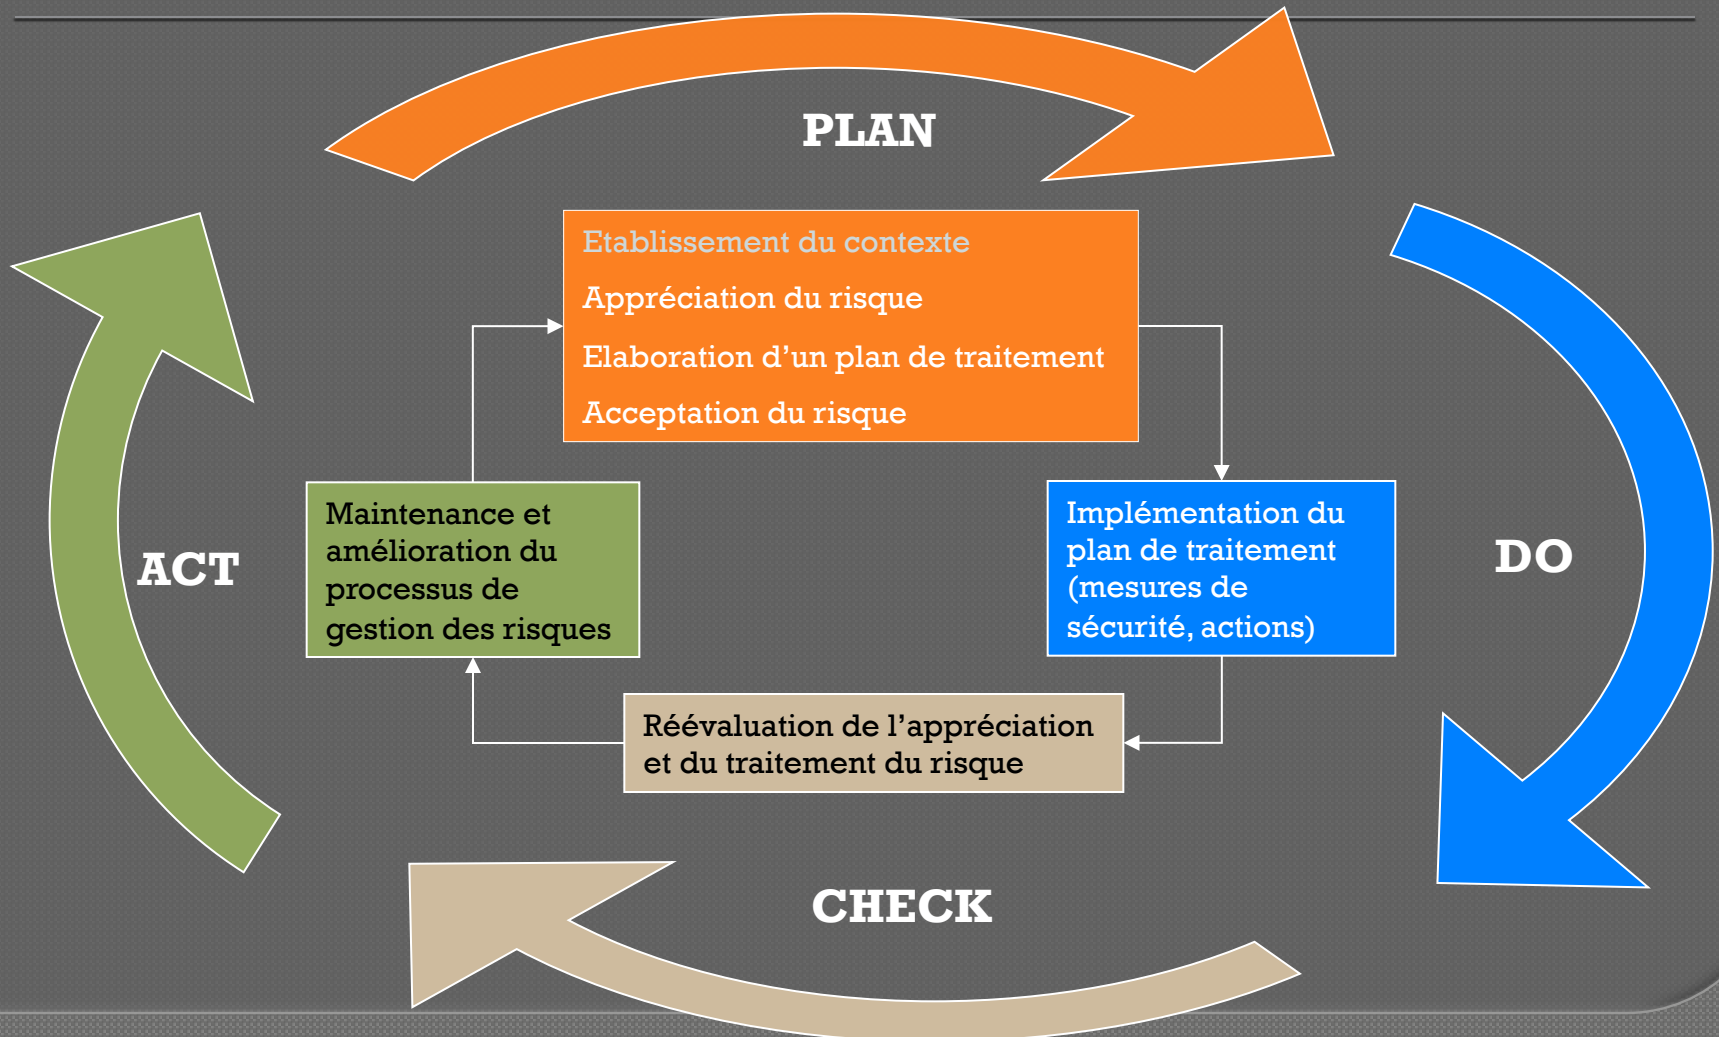 PLAN
Etablissement du contexte
Appréciation du risque
Elaboration d’un plan de traitement
Acceptation du risque
Maintenance et
amélioration du
processus de
gestion des risques
ACT
Implémentation du
plan de traitement
(mesures de
sécurité, actions)
DO
Réévaluation de l’appréciation
et du traitement du risque
CHECK